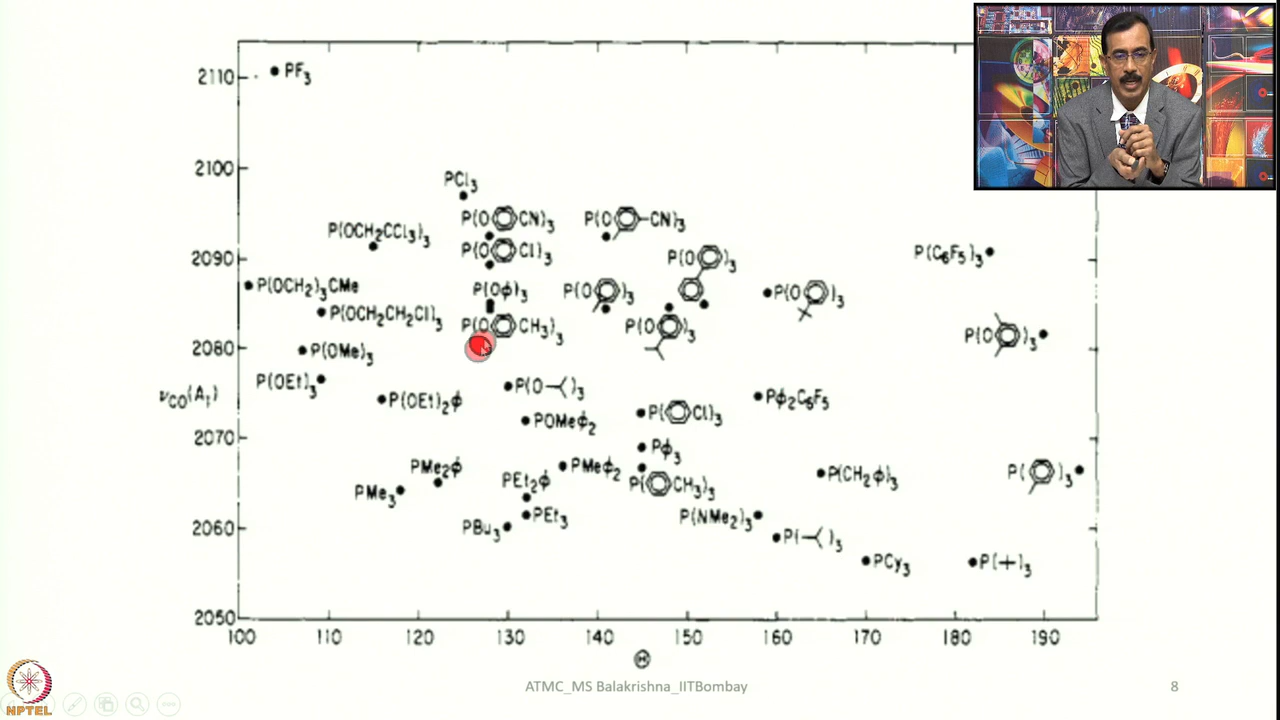 2110
PF3
2100
PCl3
P(O CN)3
P(O -CN)3
P(OCH2CCl3)3
P(O Cl)3
P(O )3
P(C6F5)3
2090
P(OCH2)3CMe
P(Oϕ)3
P(O )3
P(O )3
P(OCH2CH2Cl)3
P(O CH3)3
P(O )3
P(O )3
2080
P(OMe)3
P(OEt)3
νCO(A1)
P(OEt)2ϕ
P(O )3
Pϕ2C6F5
POMeϕ2
P( Cl)3
2070
Pϕ3
PMe2ϕ
PMeϕ2
PEt2ϕ
P( CH3)3
P(CH2ϕ)3
P( )3
PMe3
PBu3
PEt3
P(NMe2)3
2060
P( )3
PCy3
P(+)3
2050
100 110 120 130 140 150 160 170 180 190
Θ
ATMC_MS Balakrishna_IITBombay
8
NPTEL